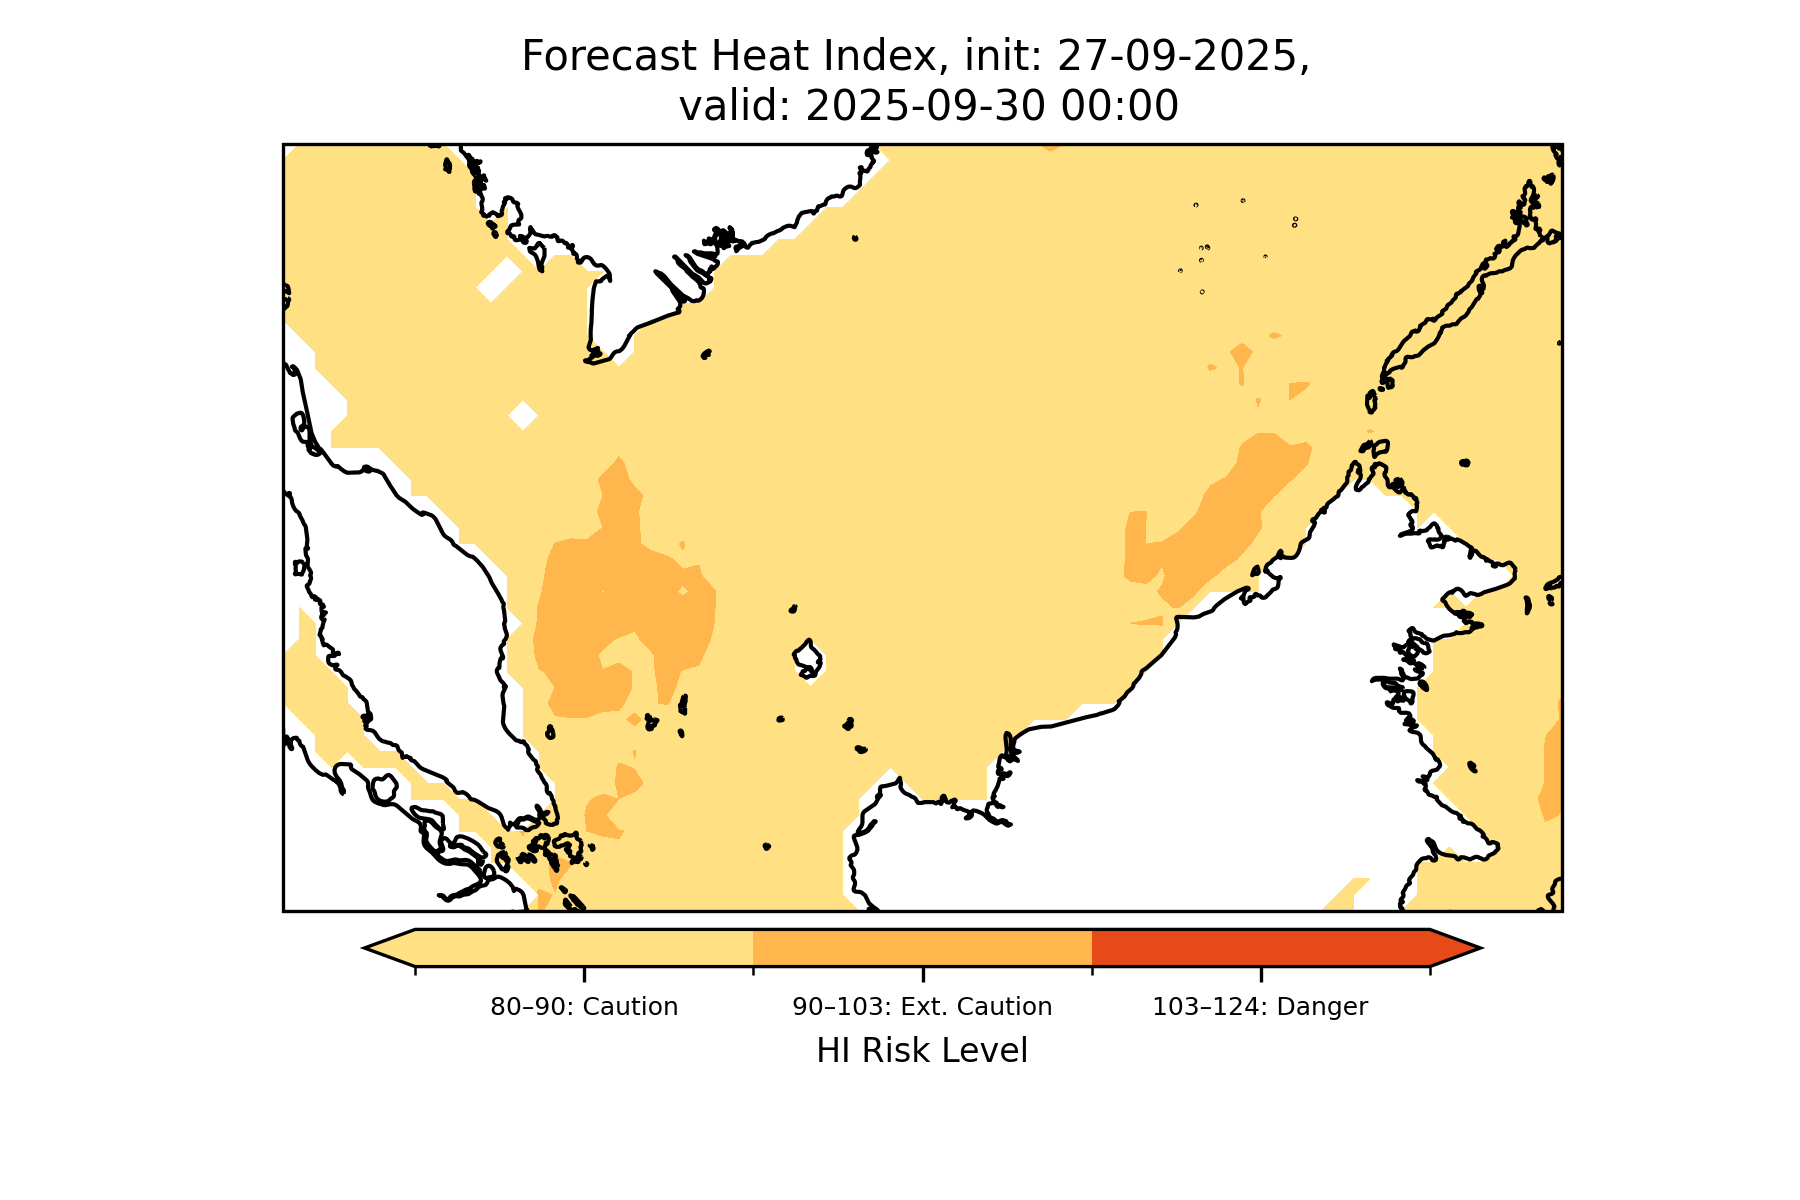 Forecast Heat Index, init: 27-09-2025,
valid: 2025-09-30 00:00
80–90: Caution
90–103: Ext. Caution
103–124: Danger
HI Risk Level